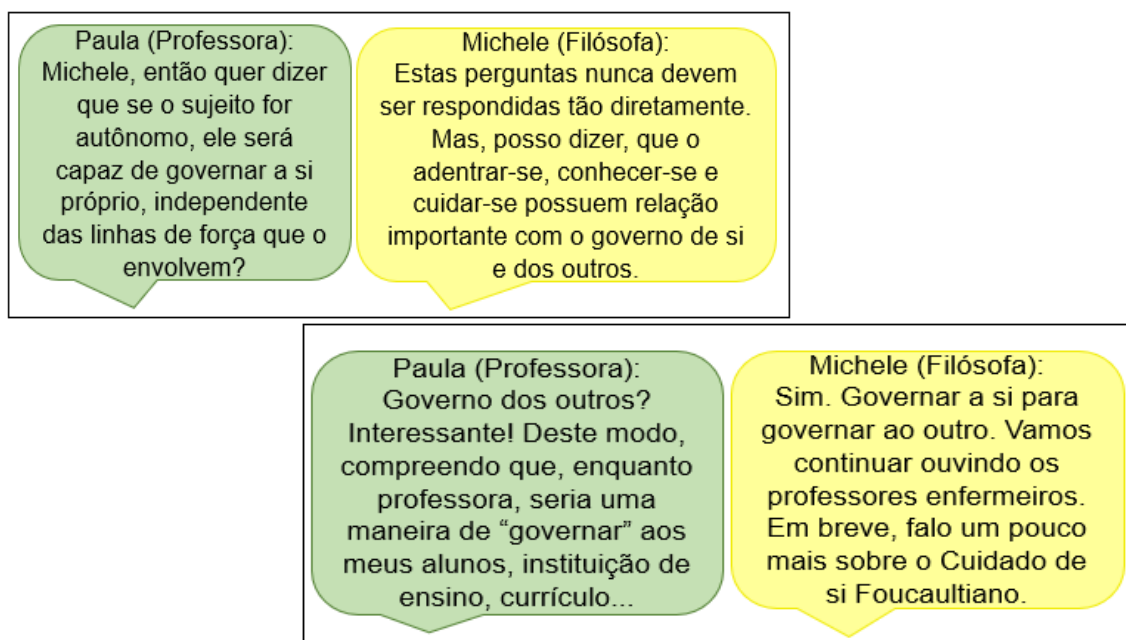 Paula (Professora):
Michele, então quer dizer
que se o sujeito for
autônomo, ele será
capaz de governar a si
próprio, independente
das linhas de força que o
envolvem?
Michele (Filósofa):
Estas perguntas nunca devem
ser respondidas tão diretamente.
Mas, posso dizer, que o
adentrar-se, conhecer-se e
cuidar-se possuem relação
importante com o governo de si
e dos outros.
Paula (Professora):
Governo dos outros?
Interessante! Deste modo,
compreendo que, enquanto
professora, seria uma
maneira de “governar” aos
meus alunos, instituição de
ensino, currículo...
Michele (Filósofa):
Sim. Governar a si para
governar ao outro. Vamos
continuar ouvindo os
professores enfermeiros.
Em breve, falo um pouco
mais sobre o Cuidado de
si Foucaultiano.